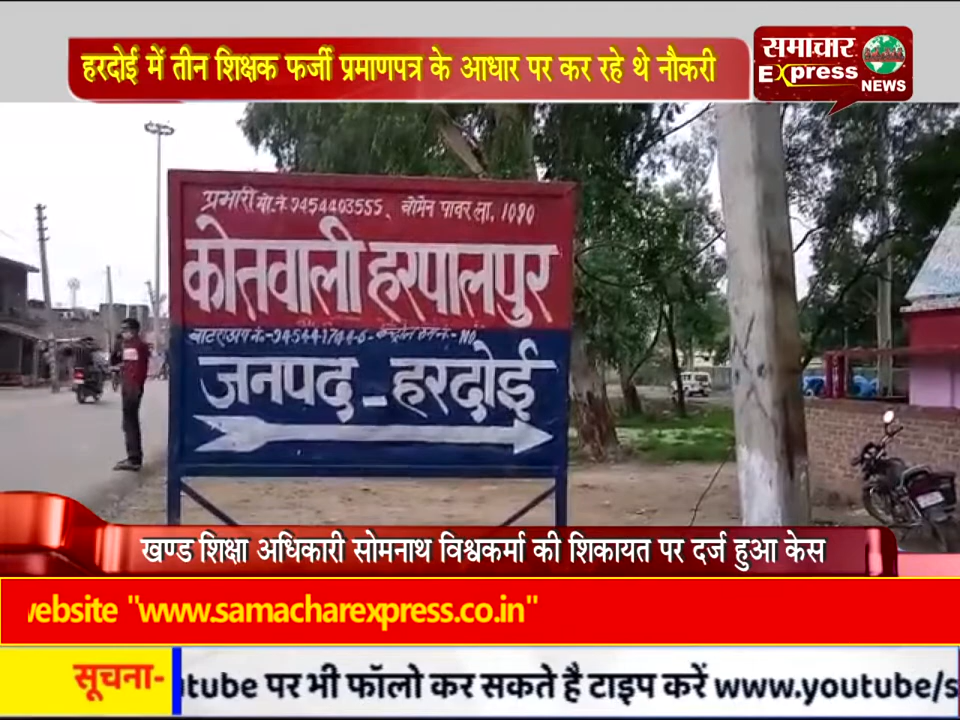 हरदोई में तीन शिक्षक फर्जी प्रमाणपत्र के आधार पर कर रहे थे नौकरी
समाचार
Express
NEWS
प्रभारी मो.नं. 9454403555, वोमेन पावर ला. 1090
कोतवाली हरपालपुर
जनपद - हरदोई
खण्ड शिक्षा अधिकारी सोमनाथ विश्वकर्मा की शिकायत पर दर्ज हुआ केस
website "www.samacharexpress.co.in"
सूचना- utube पर भी फॉलो कर सकते है टाइप करें www.youtube/s